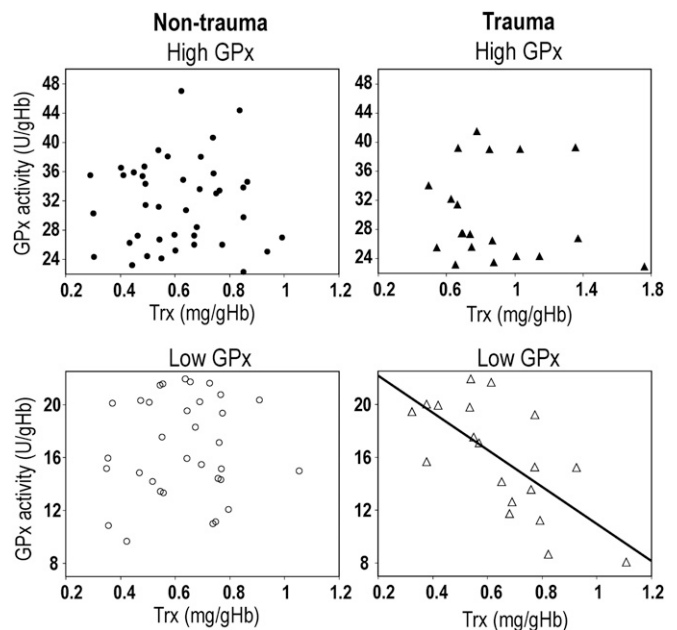 Non-trauma
High GPx
GPx activity (U/gHb)
48
44
40
36
32
28
24
0.2 0.4 0.6 0.8 1 1.2
Trx (mg/gHb)
Trauma
High GPx
48
44
40
36
32
28
24
0.2 0.6 1 1.4 1.8
Trx (mg/gHb)
Low GPx
GPx activity (U/gHb)
20
16
12
8
0.2 0.4 0.6 0.8 1 1.2
Trx (mg/gHb)
Low GPx
20
16
12
8
0.2 0.4 0.6 0.8 1 1.2
Trx (mg/gHb)